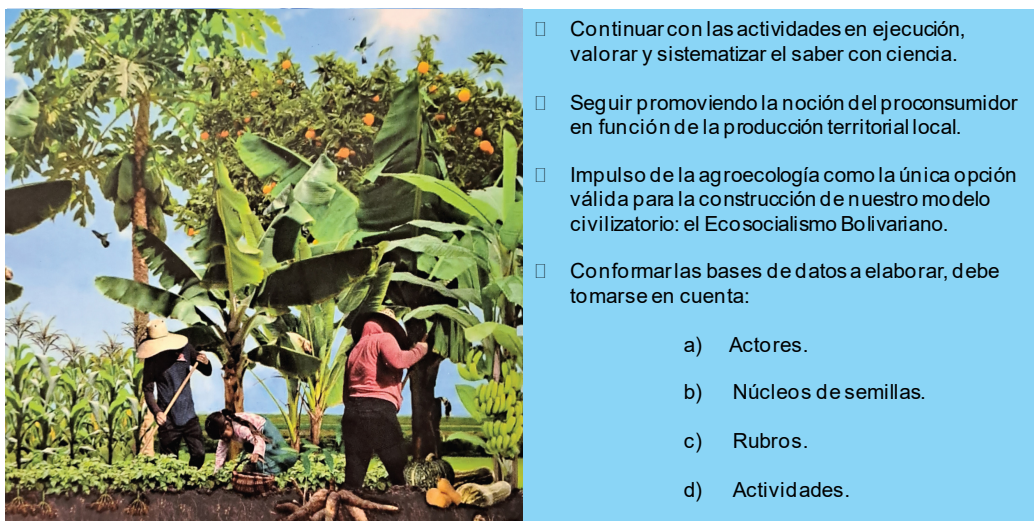 Continuar con las actividades en ejecución,
valorar y sistematizar el saber con ciencia.
Seguir promoviendo la noción del proconsumidor
en función de la producción territorial local.
Impulso de la agroecología como la única opción
válida para la construcción de nuestro modelo
civilizatorio: el Ecosocialismo Bolivariano.
Conformar las bases de datos a elaborar, debe
tomarse en cuenta:
a) Actores.
b) Núcleos de semillas.
c) Rubros.
d) Actividades.